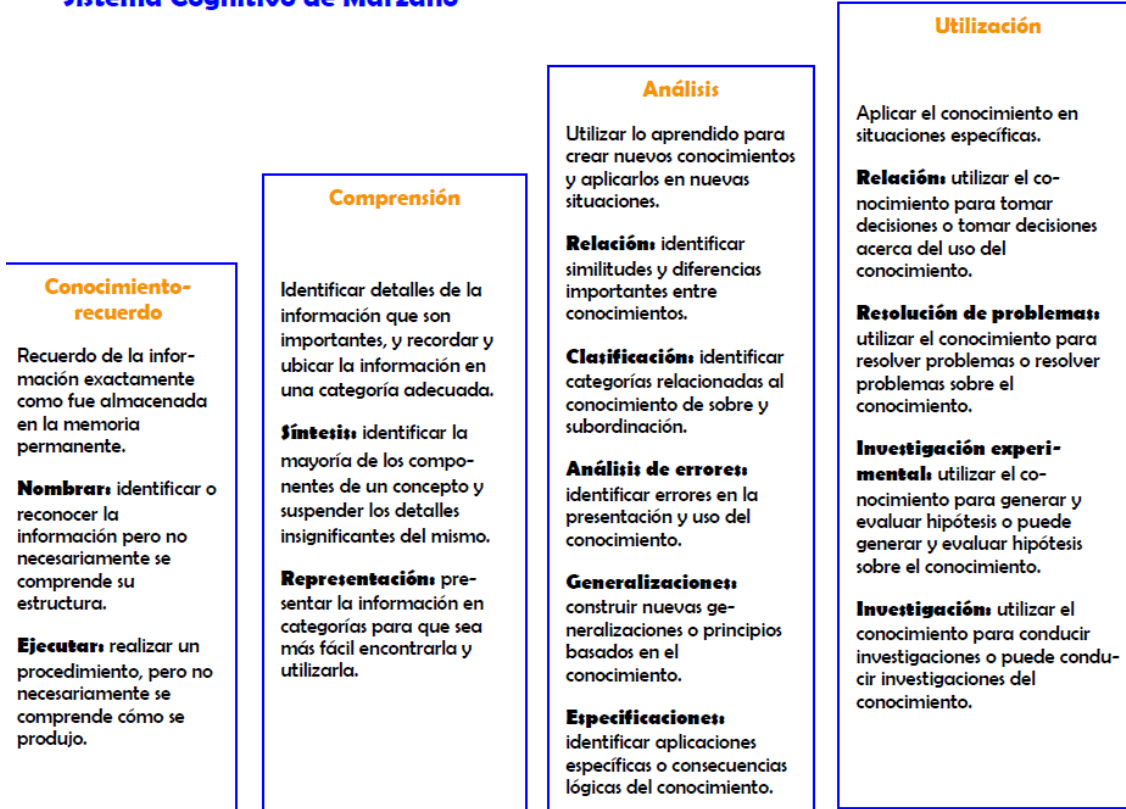 Sistema Cognitivo de Marzano
Conocimiento-
recuerdo
Recuerdo de la infor-
mación exactamente
como fue almacenada
en la memoria
permanente.
Nombrar: identificar o
reconocer la
información pero no
necesariamente se
comprende su
estructura.
Ejecutar: realizar un
procedimiento, pero no
necesariamente se
comprende cómo se
produjo.
Comprensión
Identificar detalles de la
información que son
importantes, y recordar y
ubicar la información en
una categoría adecuada.
Síntesis: identificar la
mayoría de los compo-
nentes de un concepto y
suspender los detalles
insignificantes del mismo.
Representación: pre-
sentar la información en
categorías para que sea
más fácil encontrarla y
utilizarla.
Análisis
Utilizar lo aprendido para
crear nuevos conocimientos
y aplicarlos en nuevas
situaciones.
Relación: identificar
similitudes y diferencias
importantes entre
conocimientos.
Clasificación: identificar
categorías relacionadas al
conocimiento de sobre y
subordinación.
Análisis de errores:
identificar errores en la
presentación y uso del
conocimiento.
Generalizaciones:
construir nuevas ge-
neralizaciones o principios
basados en el
conocimiento.
Especificaciones:
identificar aplicaciones
específicas o consecuencias
lógicas del conocimiento.
Utilización
Aplicar el conocimiento en
situaciones específicas.
Relación: utilizar el co-
nocimiento para tomar
decisiones o tomar decisiones
acerca del uso del
conocimiento.
Resolución de problemas:
utilizar el conocimiento para
resolver problemas o resolver
problemas sobre el
conocimiento.
Investigación experi-
mental: utilizar el co-
nocimiento para generar y
evaluar hipótesis o puede
generar y evaluar hipótesis
sobre el conocimiento.
Investigación: utilizar el
conocimiento para conducir
investigaciones o puede condu-
cir investigaciones del
conocimiento.